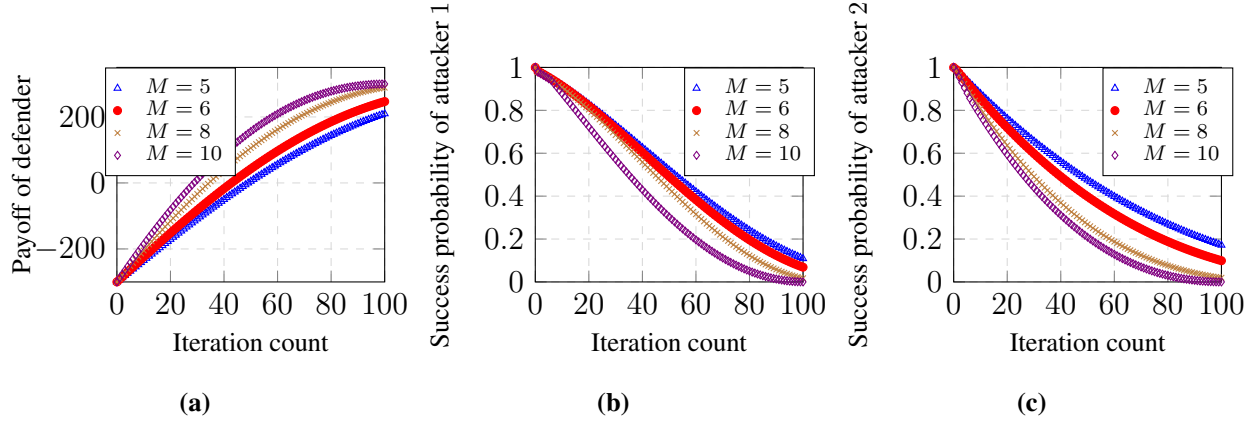 Payoff of defender
200
0
−200
0
20
40
60
80
100
Iteration count
M = 5
M = 6
M = 8
M = 10
(a)
Success probability of attacker 1
1
0.8
0.6
0.4
0.2
0
0
20
40
60
80
100
Iteration count
M = 5
M = 6
M = 8
M = 10
(b)
Success probability of attacker 2
1
0.8
0.6
0.4
0.2
0
0
20
40
60
80
100
Iteration count
M = 5
M = 6
M = 8
M = 10
(c)